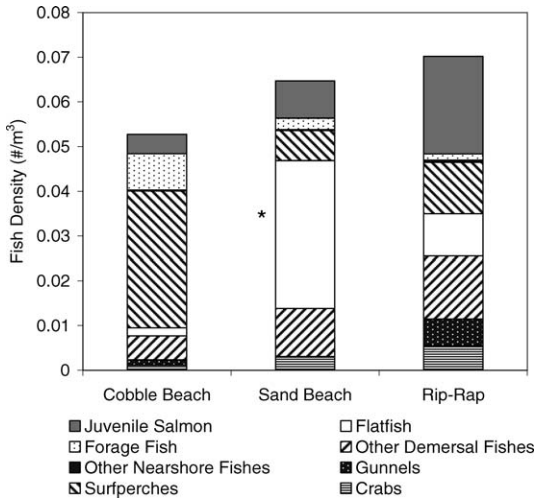 0.08
0.07
0.06
0.05
0.04
0.03
0.02
0.01
0
Fish Density (#/m³)
*
Cobble Beach Sand Beach Rip-Rap
Juvenile Salmon Flatfish
Forage Fish Other Demersal Fishes
Other Nearshore Fishes Gunnels
Surfperches Crabs